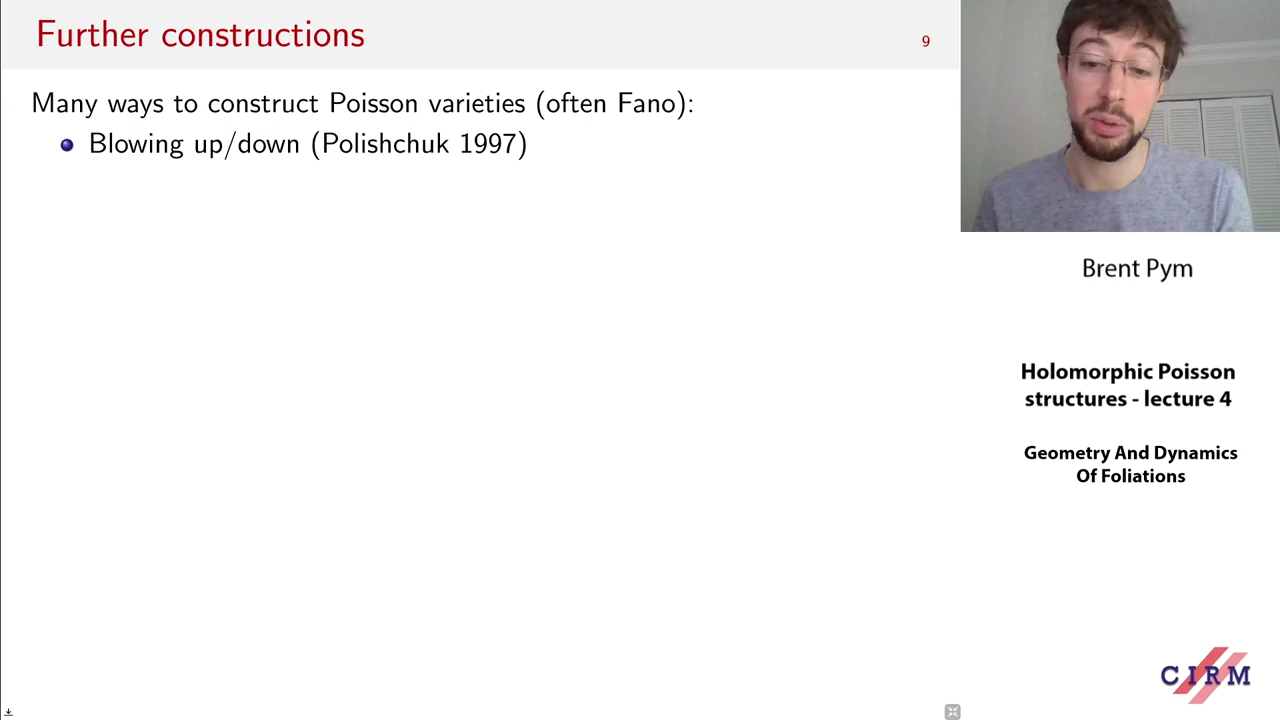 Further constructions
9
Many ways to construct Poisson varieties (often Fano):
Blowing up/down (Polishchuk 1997)
Brent Pym
Holomorphic Poisson
structures - lecture 4
Geometry And Dynamics
Of Foliations
CIRM